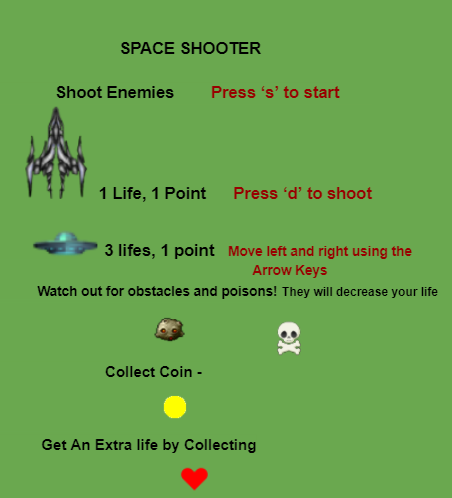 SPACE SHOOTER
Shoot Enemies Press ‘s’ to start
1 Life, 1 Point Press ‘d’ to shoot
3 lifes, 1 point Move left and right using the
Arrow Keys
Watch out for obstacles and poisons! They will decrease your life
Collect Coin -
Get An Extra life by Collecting